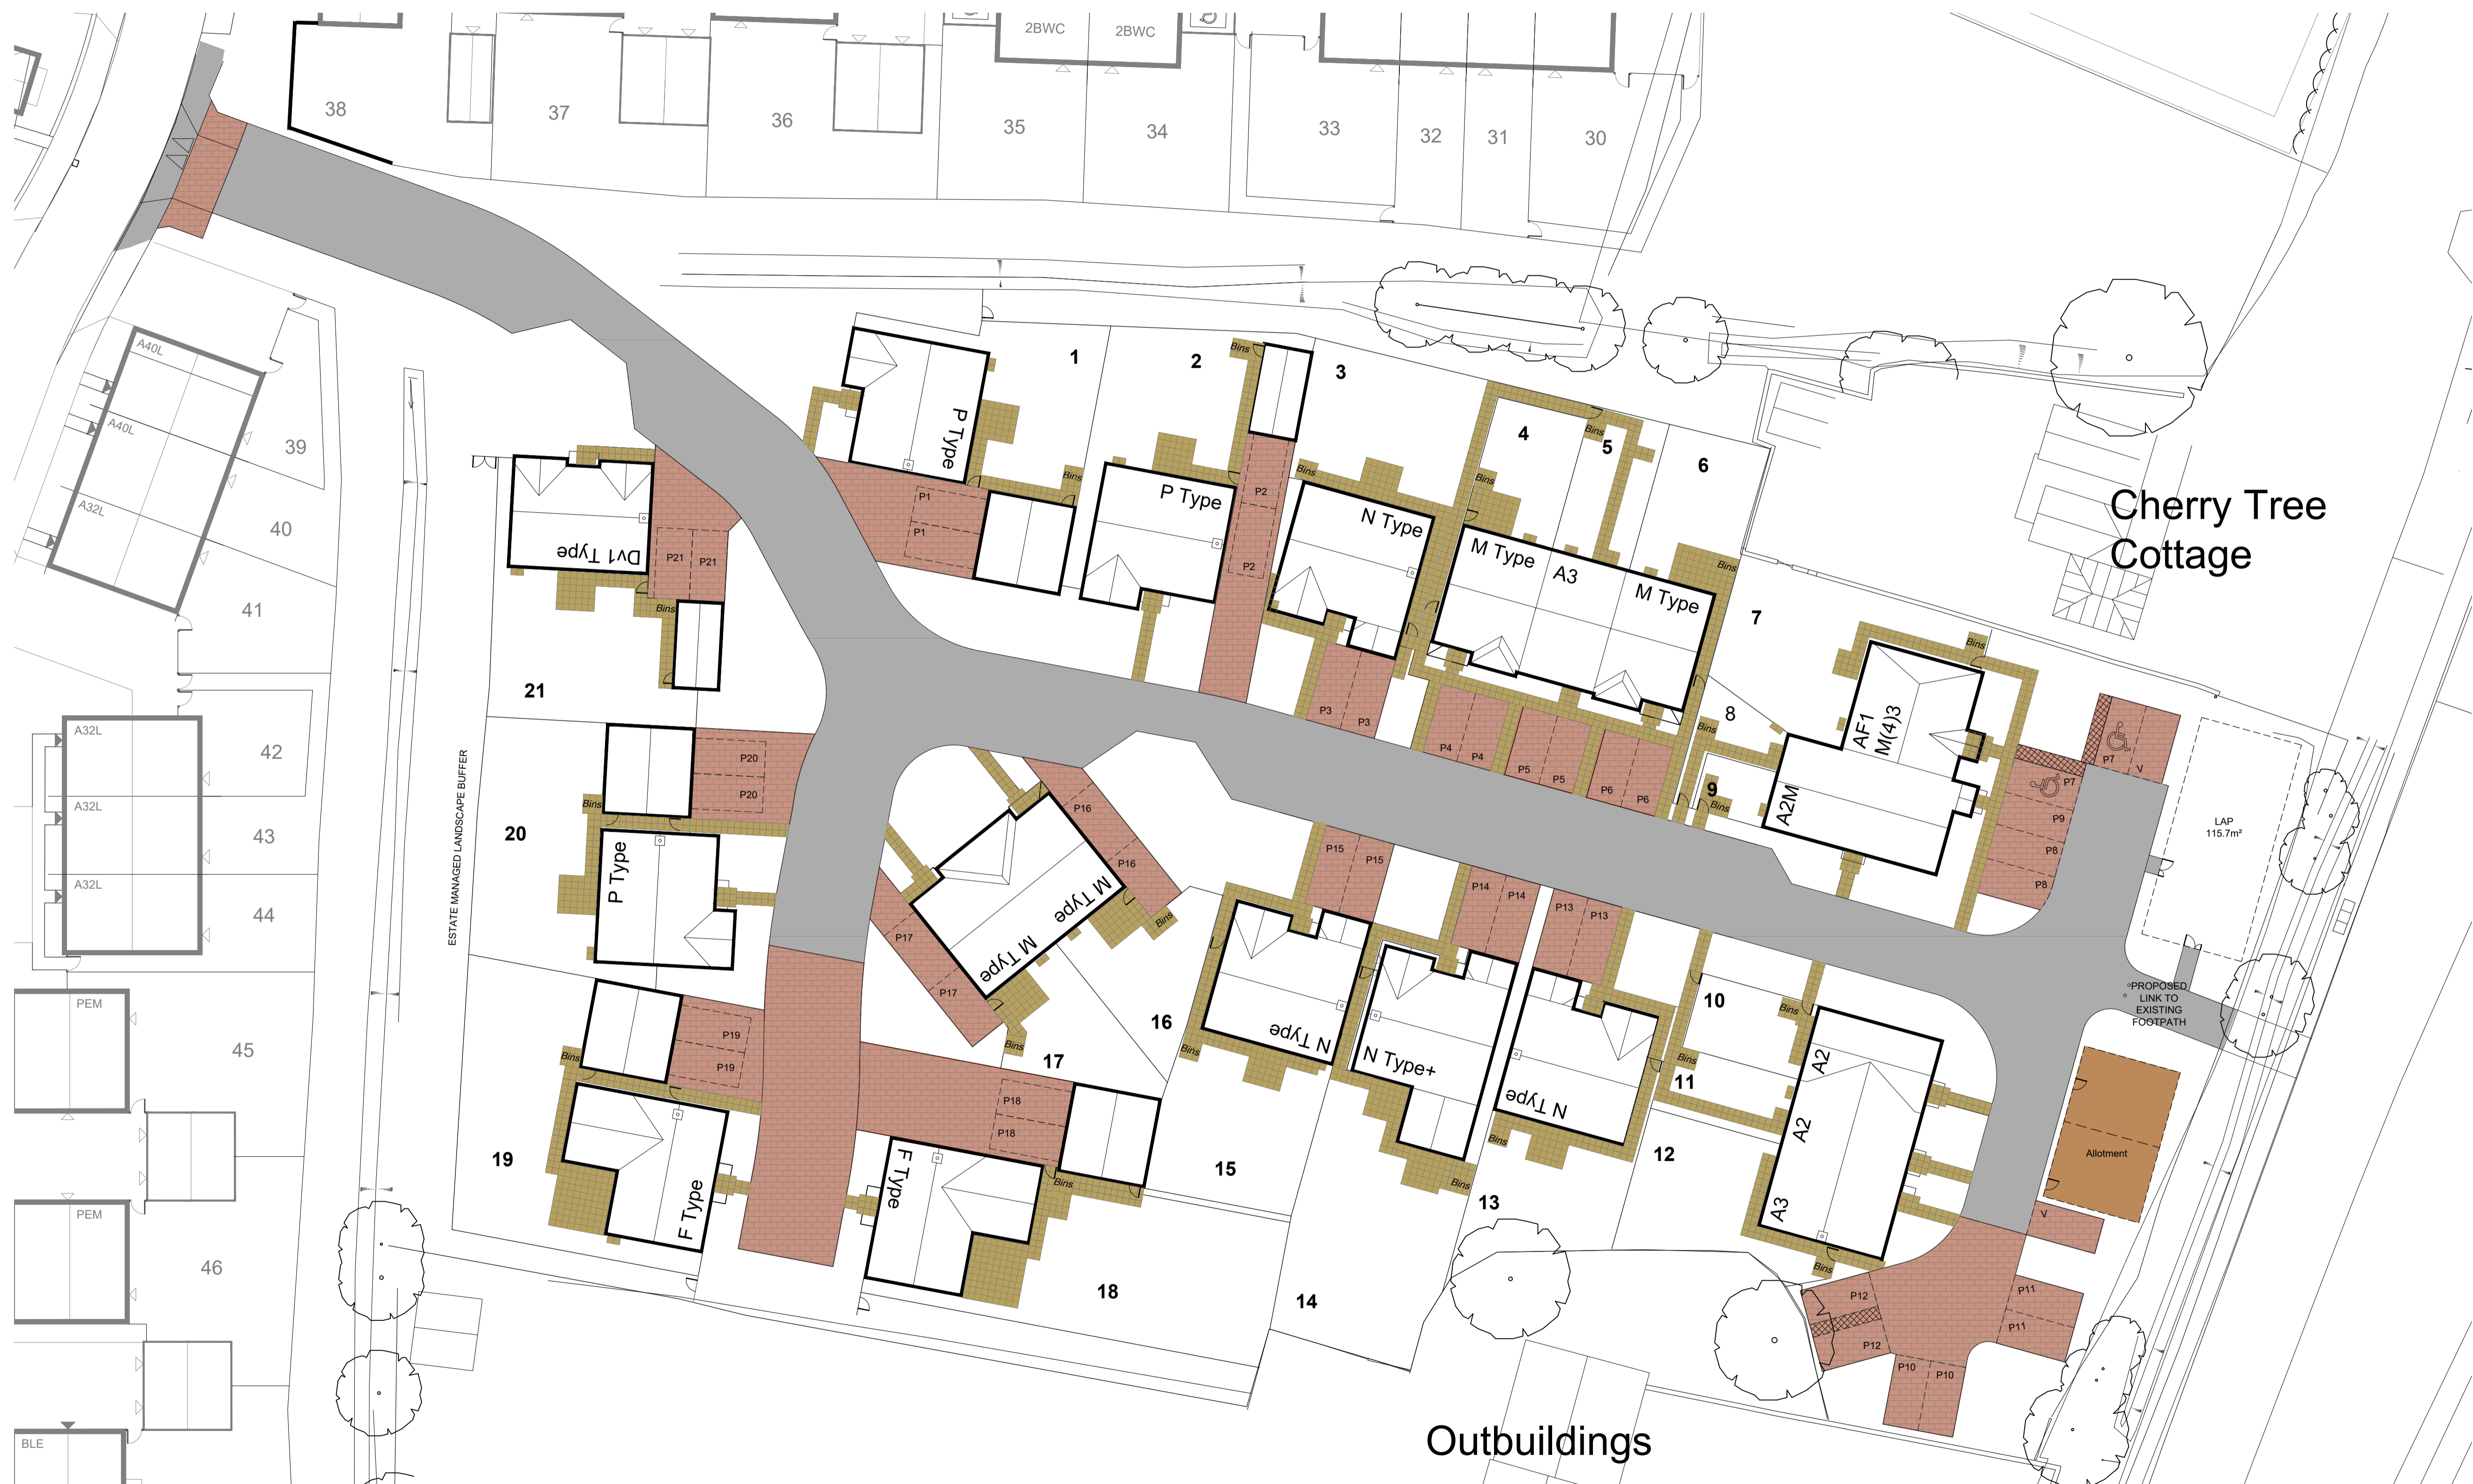 2BWC
2BWC
38
37
36
35
34
33
32
31
30
A40L
A40L
A32L
39
40
41
A32L
A32L
A32L
42
43
44
PEM
45
PEM
46
BLE
ESTATE MANAGED LANDSCAPE BUFFER
P Type
1
Bins
P1
P1
2
Bins
P Type
P2
P2
3
Bins
N Type
P3
P3
4
Bins
5
Bins
6
Bins
M Type
A3
M Type
P4
P4
P5
P5
P6
P6
7
Bins
8
Bins
9
Bins
AF1
M(4)3
A2M
P7
V
P7
P9
P8
P8
Cherry Tree
Cottage
LAP
115.7m²
PROPOSED
LINK TO
EXISTING
FOOTPATH
Allotment
V
Dv1 Type
P21
P21
Bins
21
P20
P20
Bins
20
P Type
P19
P19
Bins
19
F Type
P16
P16
M Type
M Type
Bins
P17
P17
Bins
16
17
P18
P18
F Type
Bins
18
P15
P15
N Type
Bins
15
P14
P14
N Type+
Bins
14
P13
P13
N Type
Bins
13
10
Bins
11
Bins
12
A2
A2
A3
Bins
P12
P12
P11
P11
P10
P10
Outbuildings